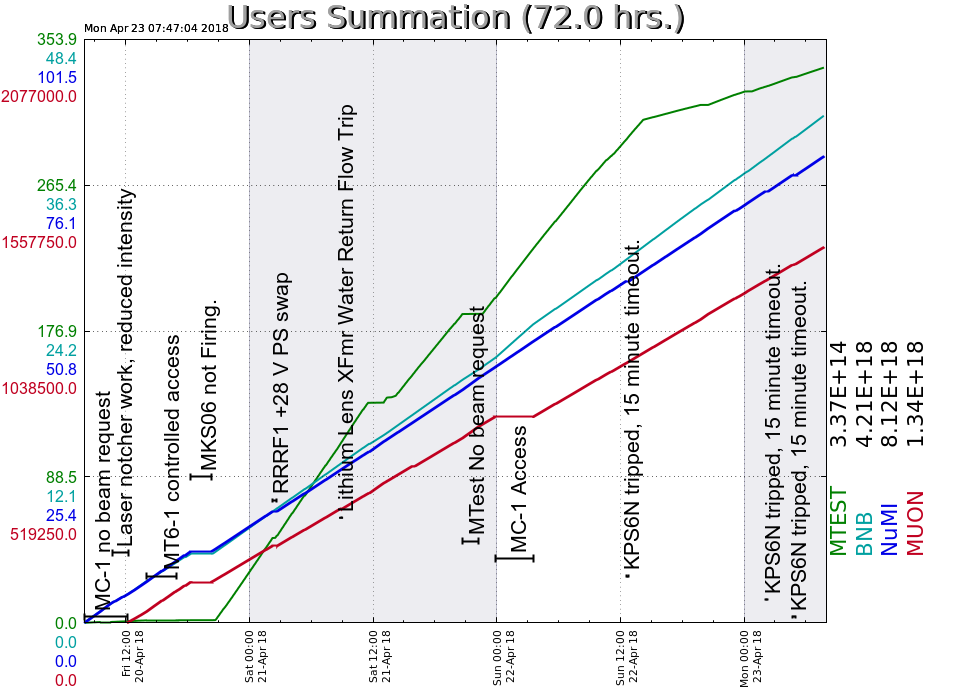 Users Summation (72.0 hrs.)
Mon Apr 23 07:47:04 2018
353.9
48.4
101.5
2077000.0
265.4
36.3
76.1
1557750.0
176.9
24.2
50.8
1038500.0
88.5
12.1
25.4
519250.0
0.0
0.0
0.0
0.0
MC-1 no beam request
Laser notcher work, reduced intensity
MT6-1 controlled access
MKS06 not Firing.
RRRF1 +28 V PS swap
Lithium Lens XFmr Water Return Flow Trip
MTest No beam request
MC-1 Access
KPS6N tripped, 15 minute timeout.
KPS6N tripped, 15 minute timeout.
KPS6N tripped, 15 minute timeout.
Fri 12:00
20-Apr 18
Sat 00:00
21-Apr 18
Sat 12:00
21-Apr 18
Sun 00:00
22-Apr 18
Sun 12:00
22-Apr 18
Mon 00:00
23-Apr 18
MTEST 3.37E+14
BNB 4.21E+18
NuMI 8.12E+18
MUON 1.34E+18